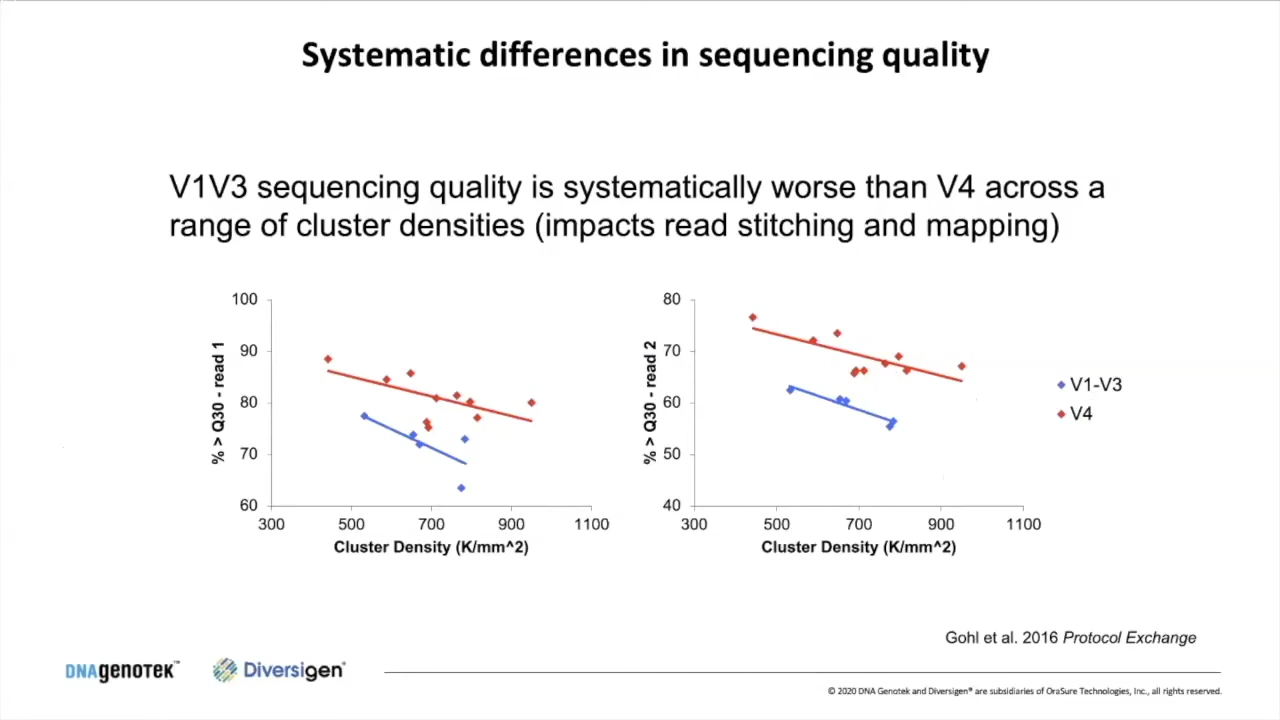 Systematic differences in sequencing quality
V1V3 sequencing quality is systematically worse than V4 across a
range of cluster densities (impacts read stitching and mapping)
100
90
80
70
60
% > Q30 - read 1
300 500 700 900 1100
Cluster Density (K/mm^2)
80
70
60
50
40
% > Q30 - read 2
300 500 700 900 1100
Cluster Density (K/mm^2)
V1-V3
V4
Gohl et al. 2016 Protocol Exchange
DNAgenotek™
Diversigen®
© 2020 DNA Genotek and Diversigen® are subsidiaries of OraSure Technologies, Inc., all rights reserved.